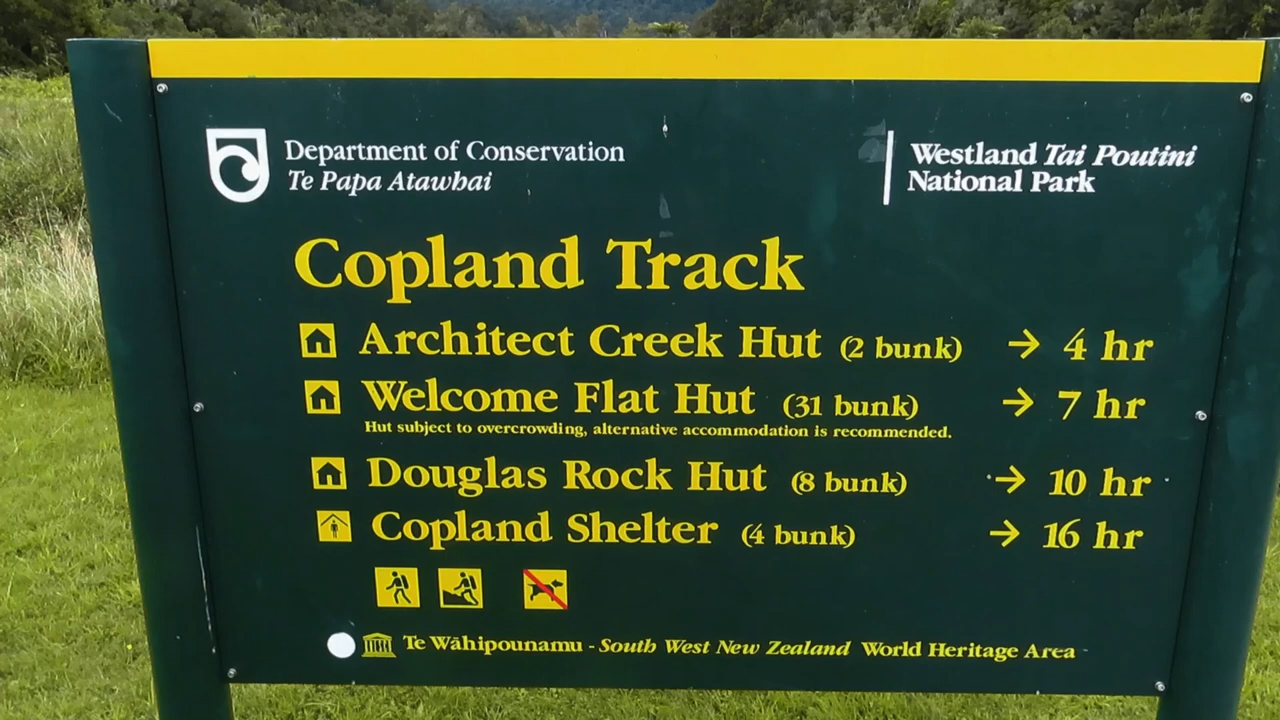 Department of Conservation
Te Papa Atawhai
Westland Tai Poutini
National Park
Copland Track
Architect Creek Hut (2 bunk) → 4 hr
Welcome Flat Hut (31 bunk) → 7 hr
Hut subject to overcrowding, alternative accommodation is recommended.
Douglas Rock Hut (8 bunk) → 10 hr
Copland Shelter (4 bunk) → 16 hr
Te Wāhipounamu - South West New Zealand World Heritage Area